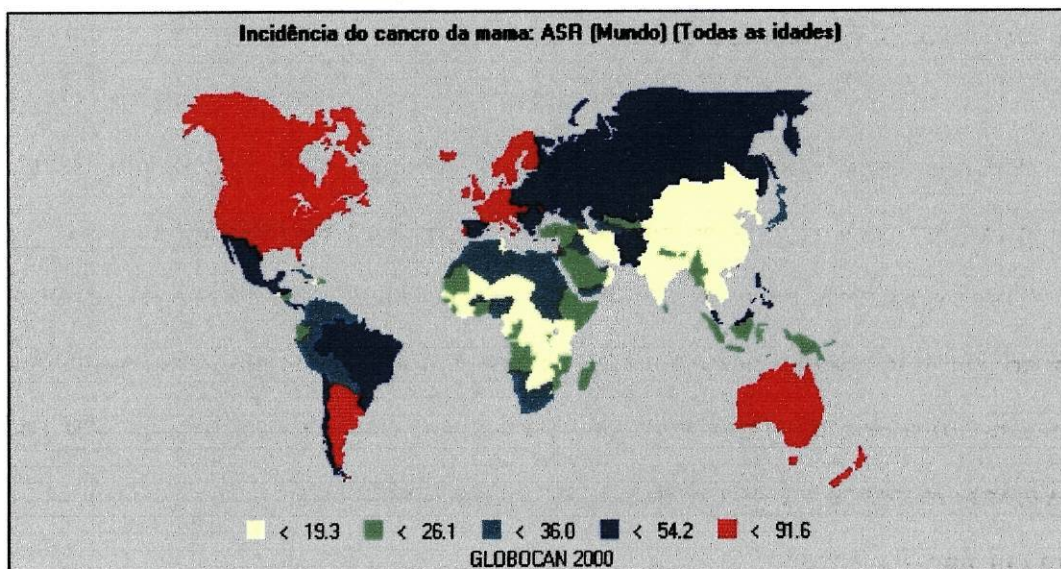 Incidência do cancro da mama: ASR (Mundo) (Todas as idades)
< 19.3 < 26.1 < 36.0 < 54.2 < 91.6
GLOBOCAN 2000